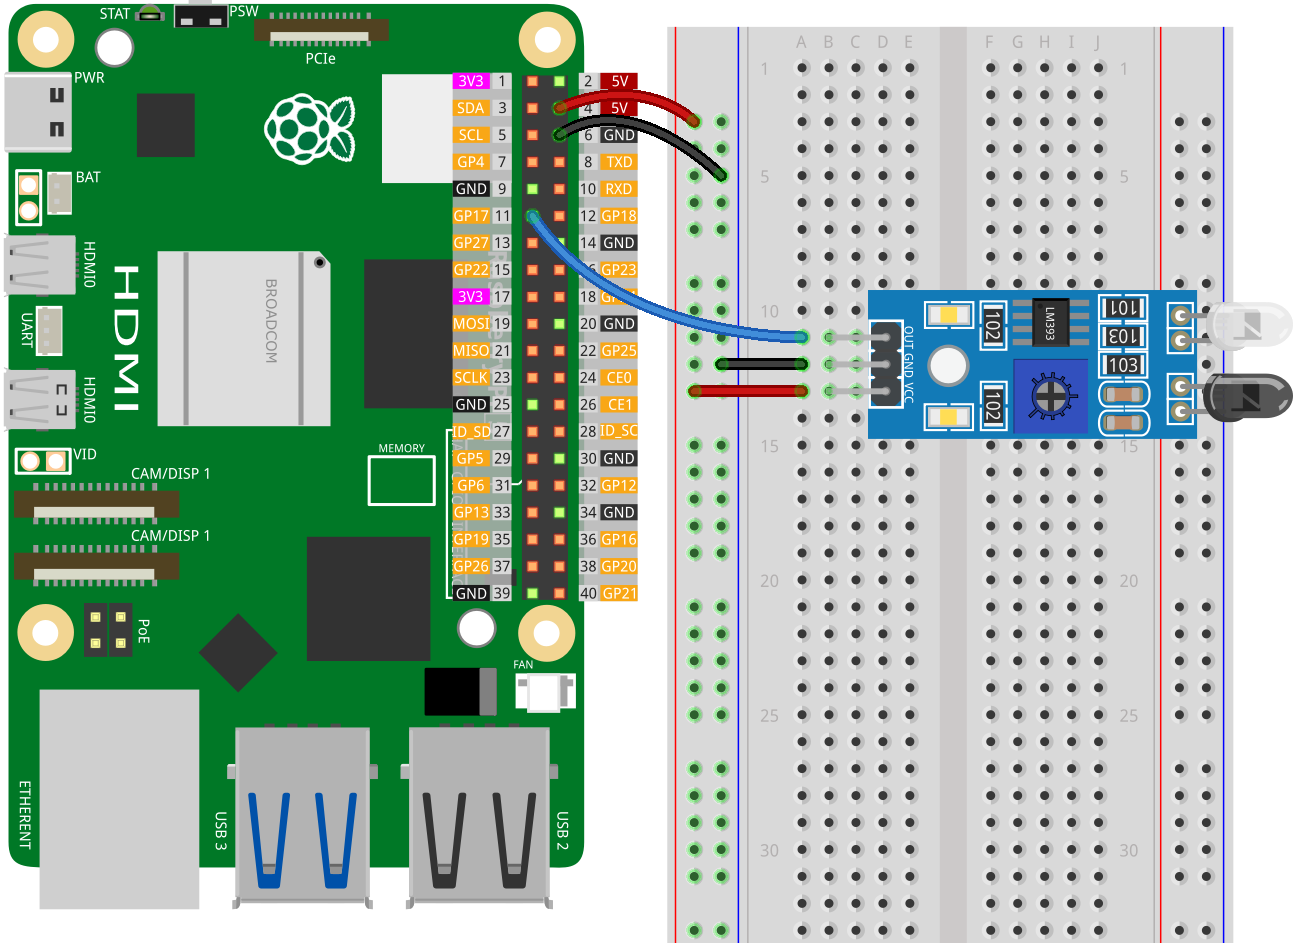 STAT
PSW
PCIe
PWR
BAT
HDMI0
UART
HDMI0
HDMI
BROADCOM
VID
CAM/DISP 1
CAM/DISP 1
MEMORY
PoE
FAN
ETHERENT
USB 3
USB 2
3V3 1 2 5V
SDA 3 4 5V
SCL 5 6 GND
GP4 7 8 TXD
GND 9 10 RXD
GP17 11 12 GP18
GP27 13 14 GND
GP22 15 GP23
3V3 17 18
MOSI 19 20 GND
MISO 21 22 GP25
SCLK 23 24 CE0
GND 25 26 CE1
ID_SD 27 28 ID_SC
GP5 29 30 GND
GP6 31 32 GP12
GP13 33 34 GND
GP19 35 36 GP16
GP26 37 38 GP20
GND 39 40 GP21
A B C D E F G H I J
1 1
5 5
10
15 15
20 20
25 25
30 30
OUT GND VCC
102
102
LM393
101
103
103